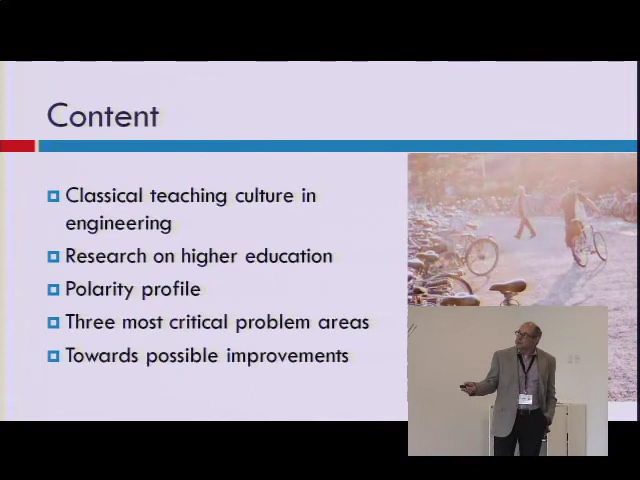 Content
Classical teaching culture in
engineering
Research on higher education
Polarity profile
Three most critical problem areas
Towards possible improvements